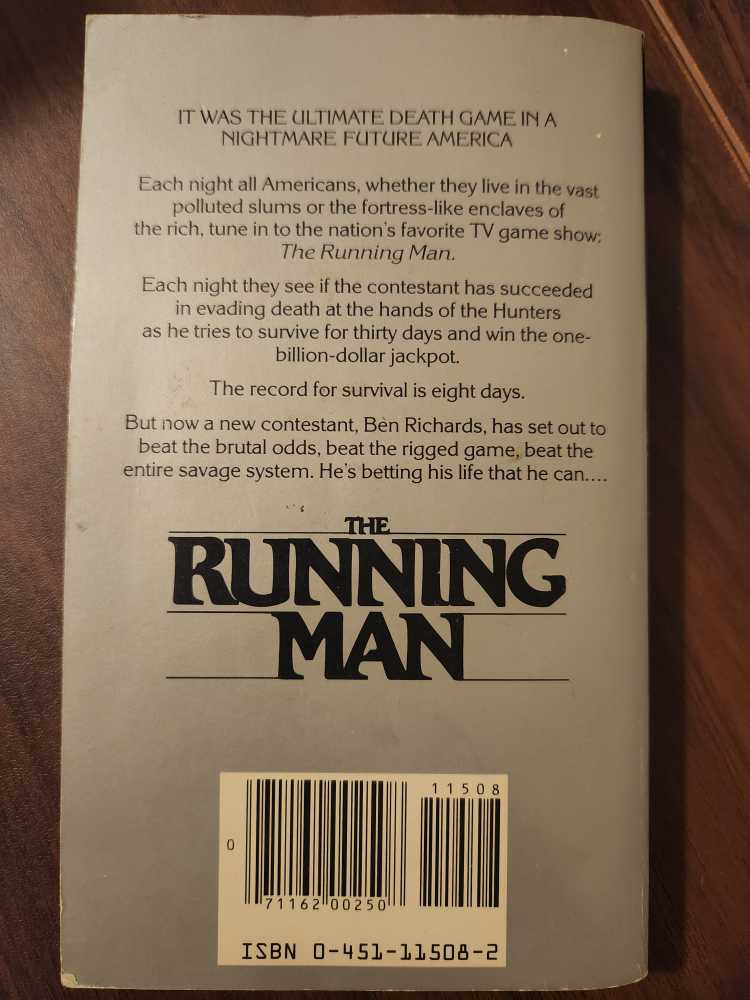 IT WAS THE ULTIMATE DEATH GAME IN A
NIGHTMARE FUTURE AMERICA
Each night all Americans, whether they live in the vast
polluted slums or the fortress-like enclaves of
the rich, tune in to the nation's favorite TV game show:
The Running Man.
Each night they see if the contestant has succeeded
in evading death at the hands of the Hunters
as he tries to survive for thirty days and win the one-
billion-dollar jackpot.
The record for survival is eight days.
But now a new contestant, Ben Richards, has set out to
beat the brutal odds, beat the rigged game, beat the
entire savage system. He's betting his life that he can....
THE
RUNNING
MAN
11508
0
71162 00250
ISBN 0-451-11508-2